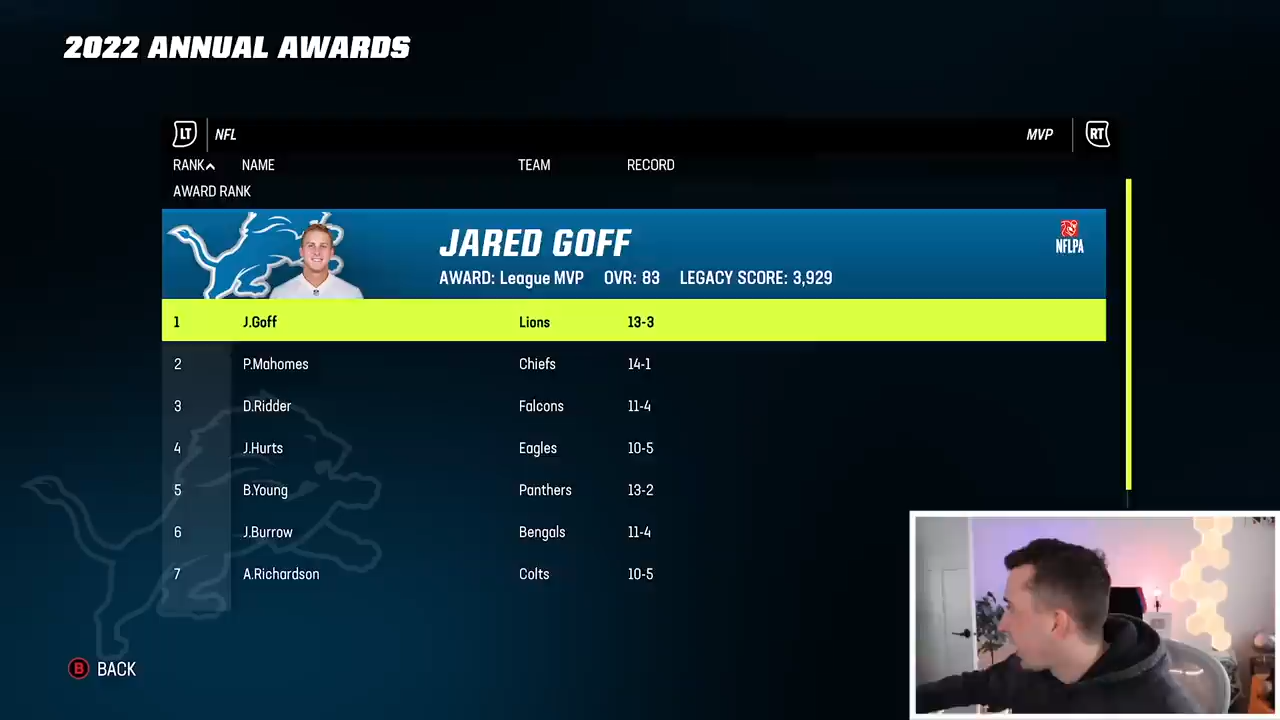 2022 ANNUAL AWARDS
LT NFL MVP RT
RANK NAME TEAM RECORD
AWARD RANK
JARED GOFF
AWARD: League MVP OVR: 83 LEGACY SCORE: 3,929
NFLPA
1 J.Goff Lions 13-3
2 P.Mahomes Chiefs 14-1
3 D.Ridder Falcons 11-4
4 J.Hurts Eagles 10-5
5 B.Young Panthers 13-2
6 J.Burrow Bengals 11-4
7 A.Richardson Colts 10-5
B BACK